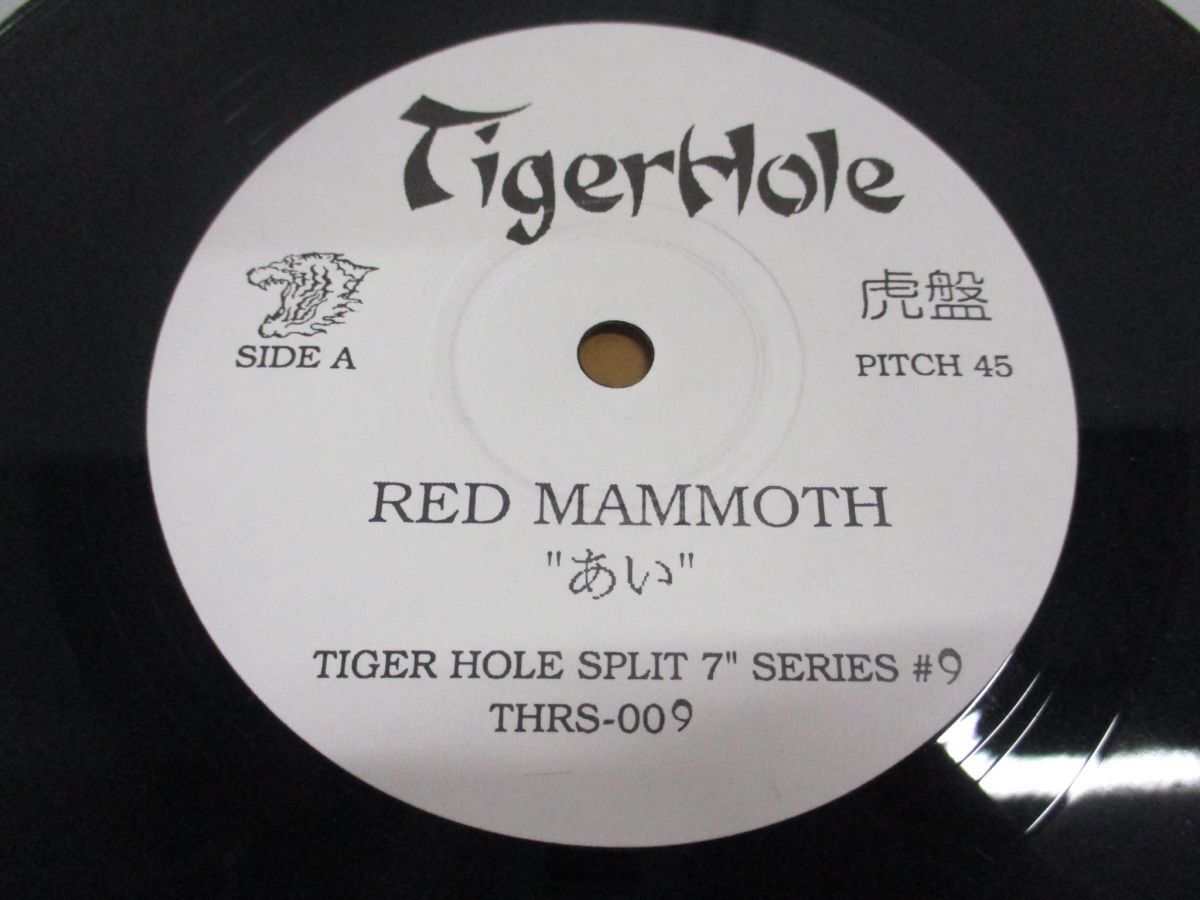 TigerHole
虎盤
SIDE A
PITCH 45
RED MAMMOTH
"あい"
TIGER HOLE SPLIT 7" SERIES #9
THRS-009